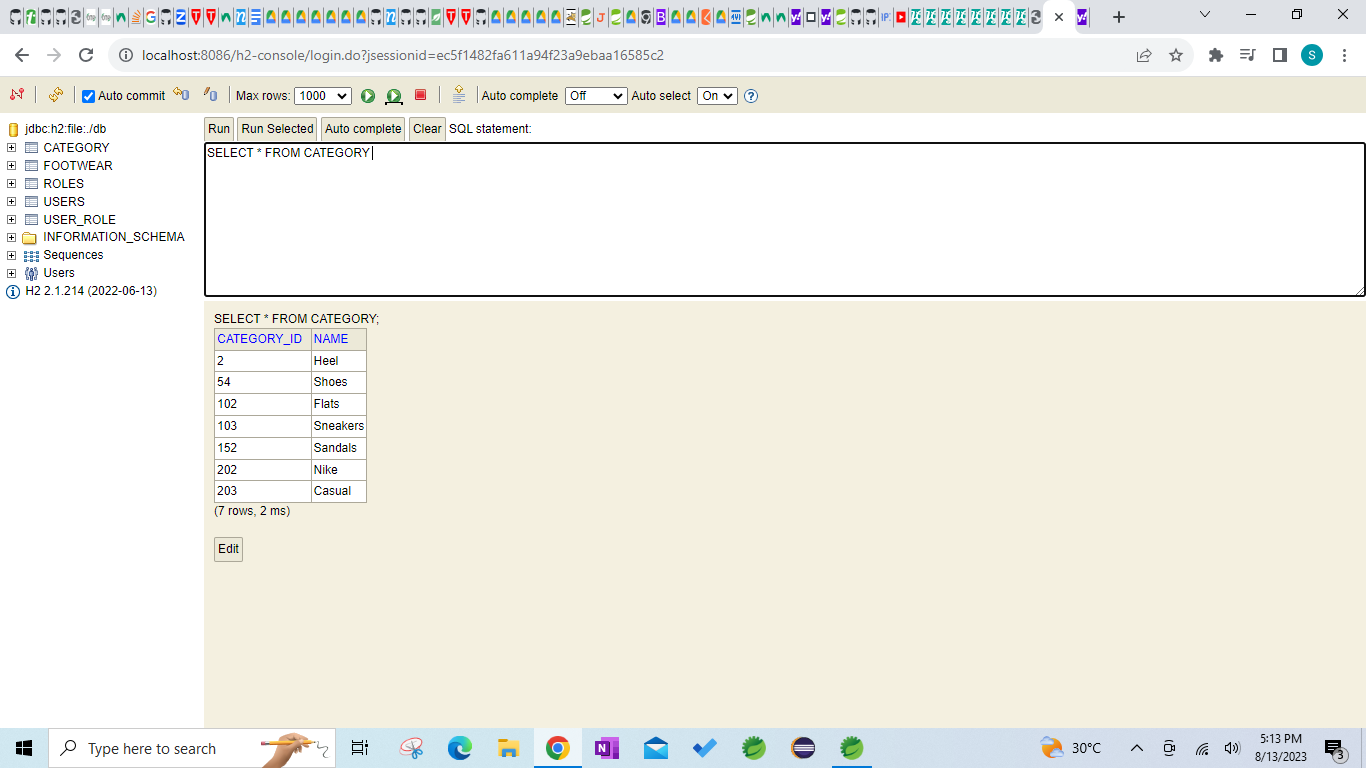 localhost:8086/h2-console/login.do?jsessionid=ec5f1482fa611a94f23a9ebaa16585c2
S
Auto commit Max rows: 1000 Auto complete Off Auto select On
jdbc:h2:file:./db
CATEGORY
FOOTWEAR
ROLES
USERS
USER_ROLE
INFORMATION_SCHEMA
Sequences
Users
H2 2.1.214 (2022-06-13)
Run Run Selected Auto complete Clear SQL statement:
SELECT * FROM CATEGORY
SELECT * FROM CATEGORY;
CATEGORY_ID NAME
2 Heel
54 Shoes
102 Flats
103 Sneakers
152 Sandals
202 Nike
203 Casual
(7 rows, 2 ms)
Edit
Type here to search
30°C
5:13 PM
8/13/2023
3